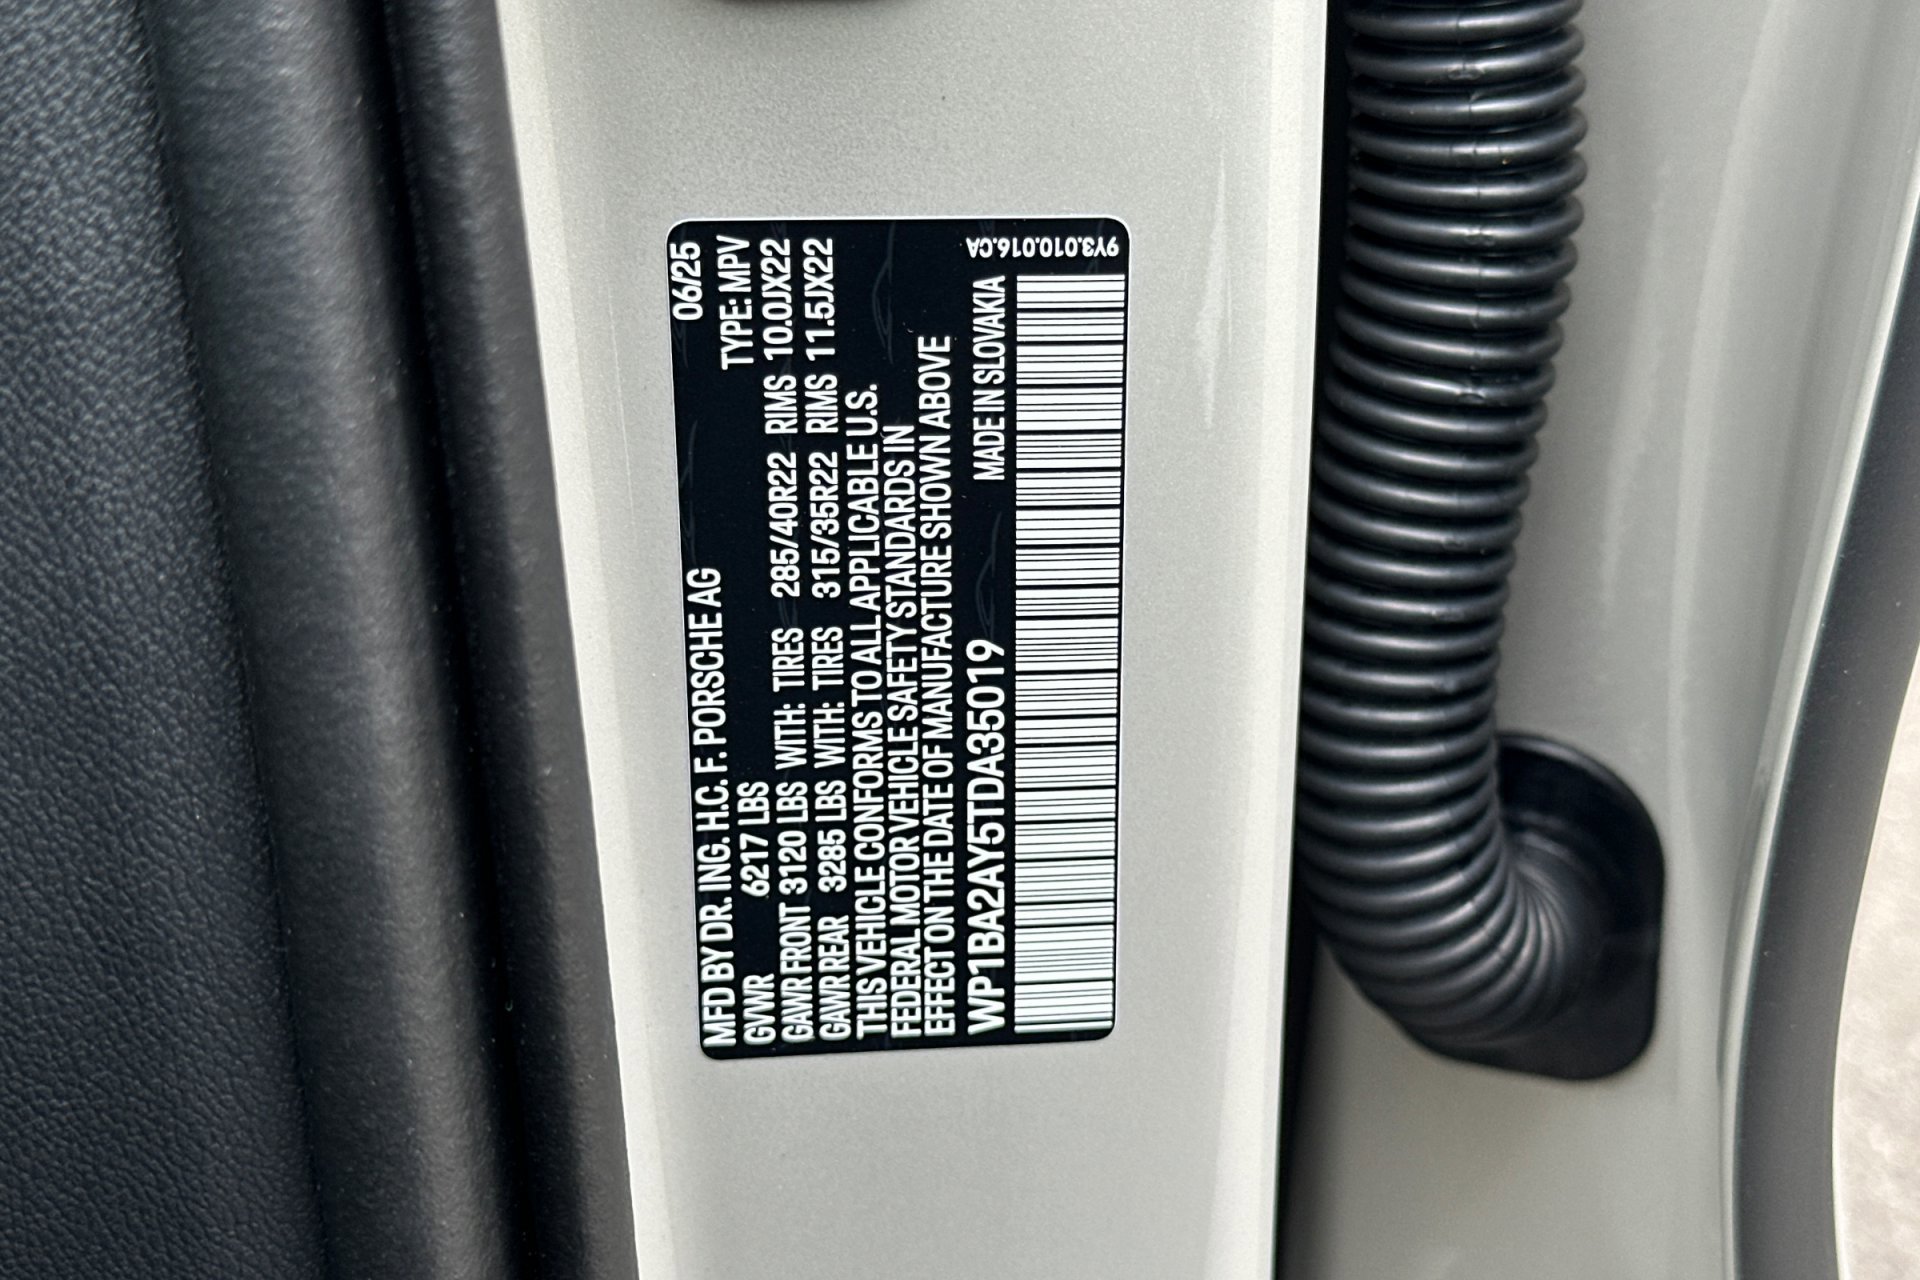 06/25
MFD BY DR. ING. H.C. F. PORSCHE AG TYPE: MPV
GVWR 6217 LBS
GAWR FRONT 3120 LBS WITH: TIRES 285/40R22 RIMS 10.0JX22
GAWR REAR 3285 LBS WITH: TIRES 315/35R22 RIMS 11.5JX22
THIS VEHICLE CONFORMS TO ALL APPLICABLE U.S.
FEDERAL MOTOR VEHICLE SAFETY STANDARDS IN
EFFECT ON THE DATE OF MANUFACTURE SHOWN ABOVE
WP1BA2AY5TDA35019 MADE IN SLOVAKIA
9Y3.010.016.CA